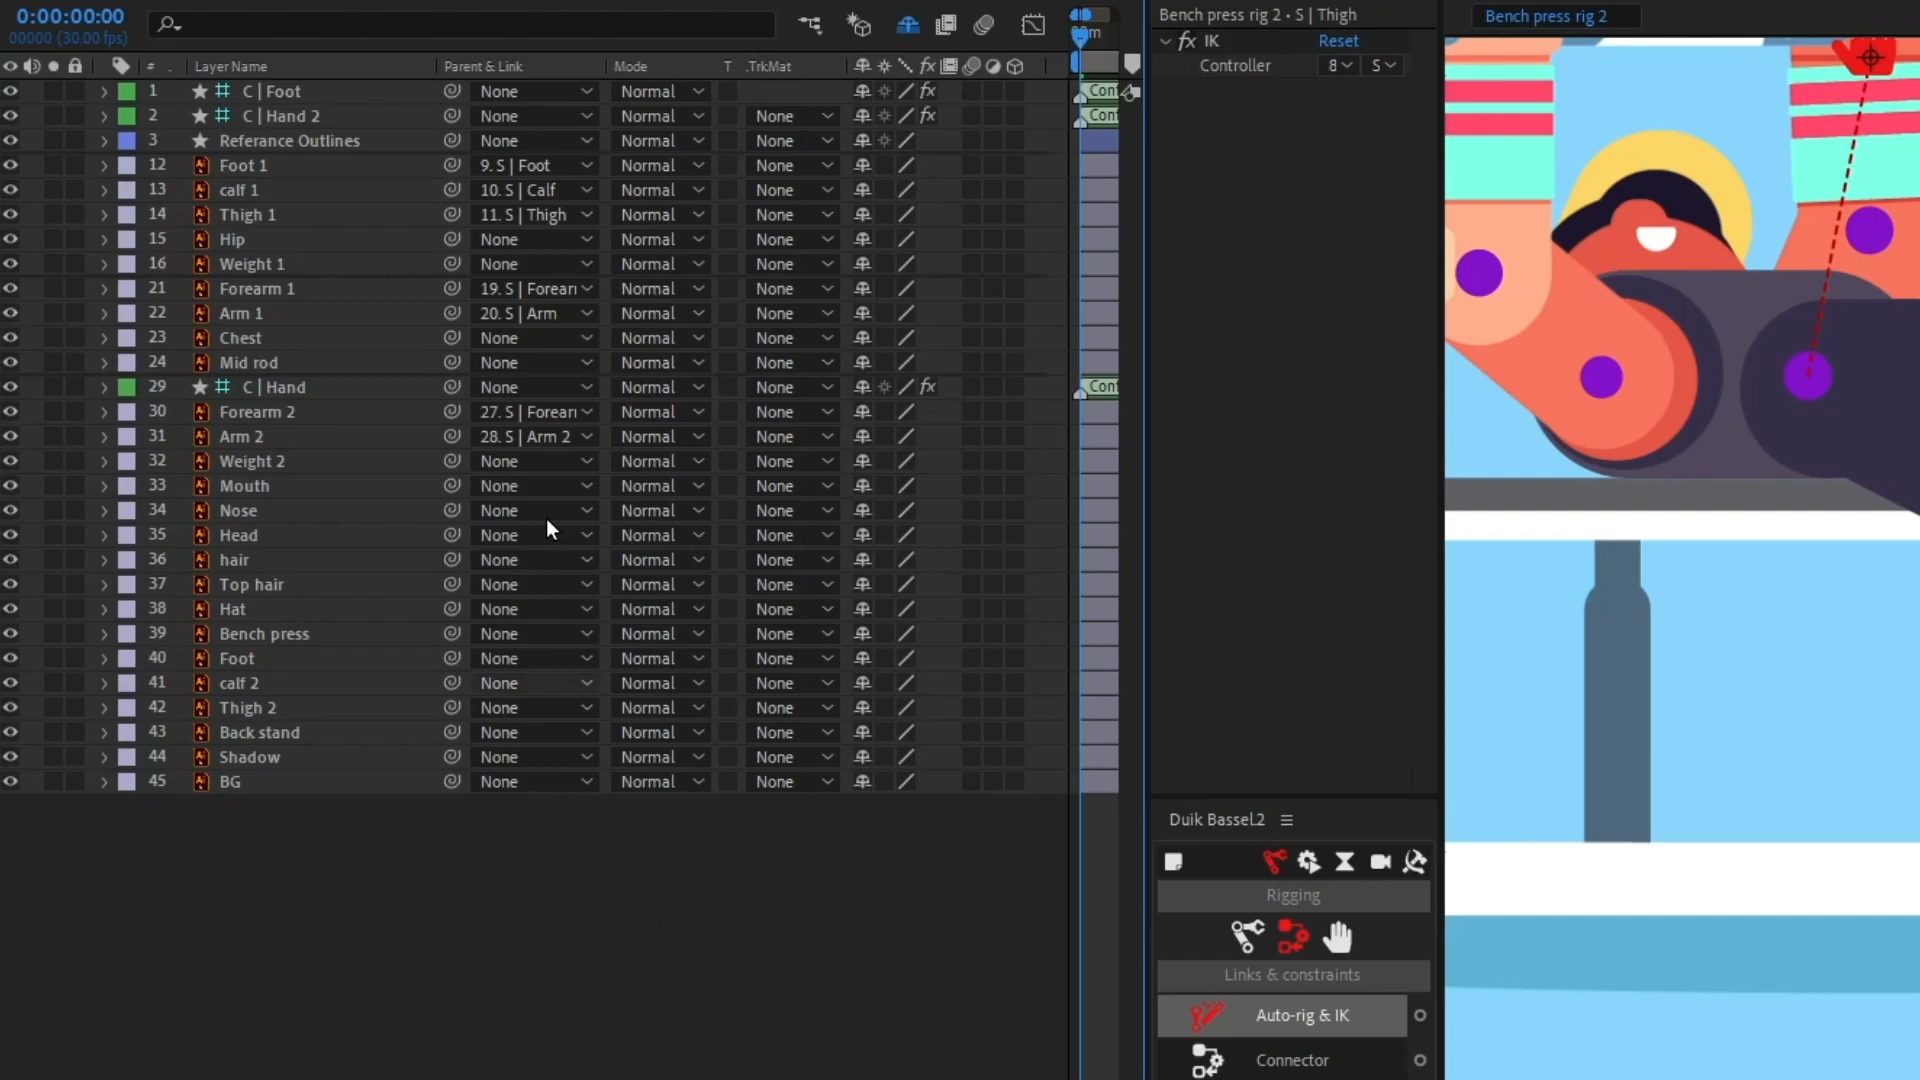 0:00:00:00
00000 (30.00 fps)
Bench press rig 2 • S | Thigh
Bench press rig 2
fx IK Reset
Controller 8 S
# . Layer Name Parent & Link Mode T .TrkMat fx
1 C | Foot None Normal fx
2 C | Hand 2 None Normal None fx
3 Referance Outlines None Normal None
12 Foot 1 9. S | Foot Normal None
13 calf 1 10. S | Calf Normal None
14 Thigh 1 11. S | Thigh Normal None
15 Hip None Normal None
16 Weight 1 None Normal None
21 Forearm 1 19. S | Forearr Normal None
22 Arm 1 20. S | Arm Normal None
23 Chest None Normal None
24 Mid rod None Normal None
29 C | Hand None Normal None fx
30 Forearm 2 27. S | Forearr Normal None
31 Arm 2 28. S | Arm 2 Normal None
32 Weight 2 None Normal None
33 Mouth None Normal None
34 Nose None Normal None
35 Head None Normal None
36 hair None Normal None
37 Top hair None Normal None
38 Hat None Normal None
39 Bench press None Normal None
40 Foot None Normal None
41 calf 2 None Normal None
42 Thigh 2 None Normal None
43 Back stand None Normal None
44 Shadow None Normal None
45 BG None Normal None
Duik Bassel.2
Rigging
Links & constraints
Auto-rig & IK
Connector